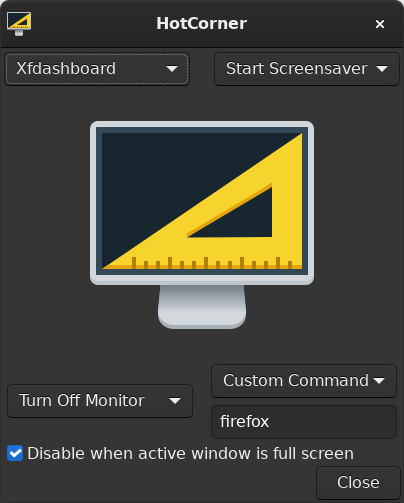 HotCorner
Xfdashboard
Start Screensaver
Custom Command
Turn Off Monitor
firefox
Disable when active window is full screen
Close